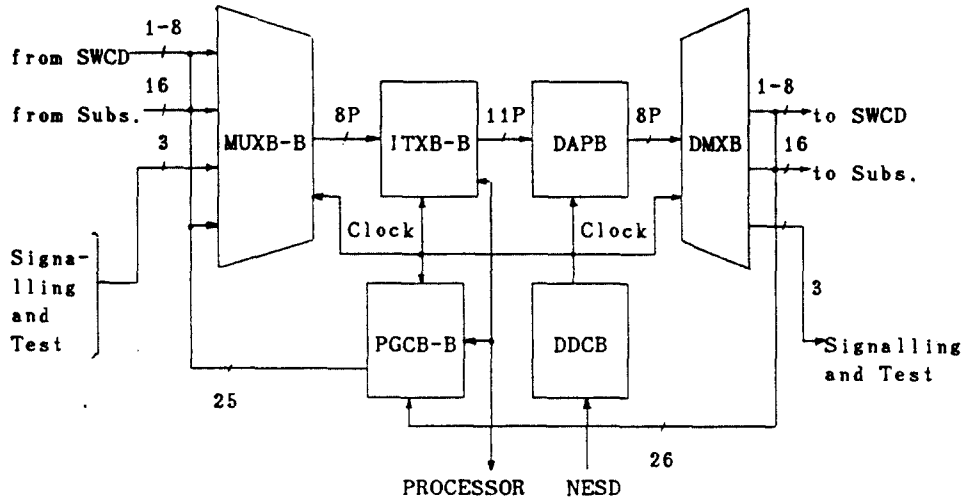 1-8
from SWCD
16
from Subs.
3
Signa-
lling
and
Test
MUXB-B
8P
ITXB-B
11P
DAPB
8P
DMXB
1-8
to SWCD
16
to Subs.
Clock
Clock
3
PGCB-B
DDCB
Signalling
and Test
25
26
PROCESSOR
NESD